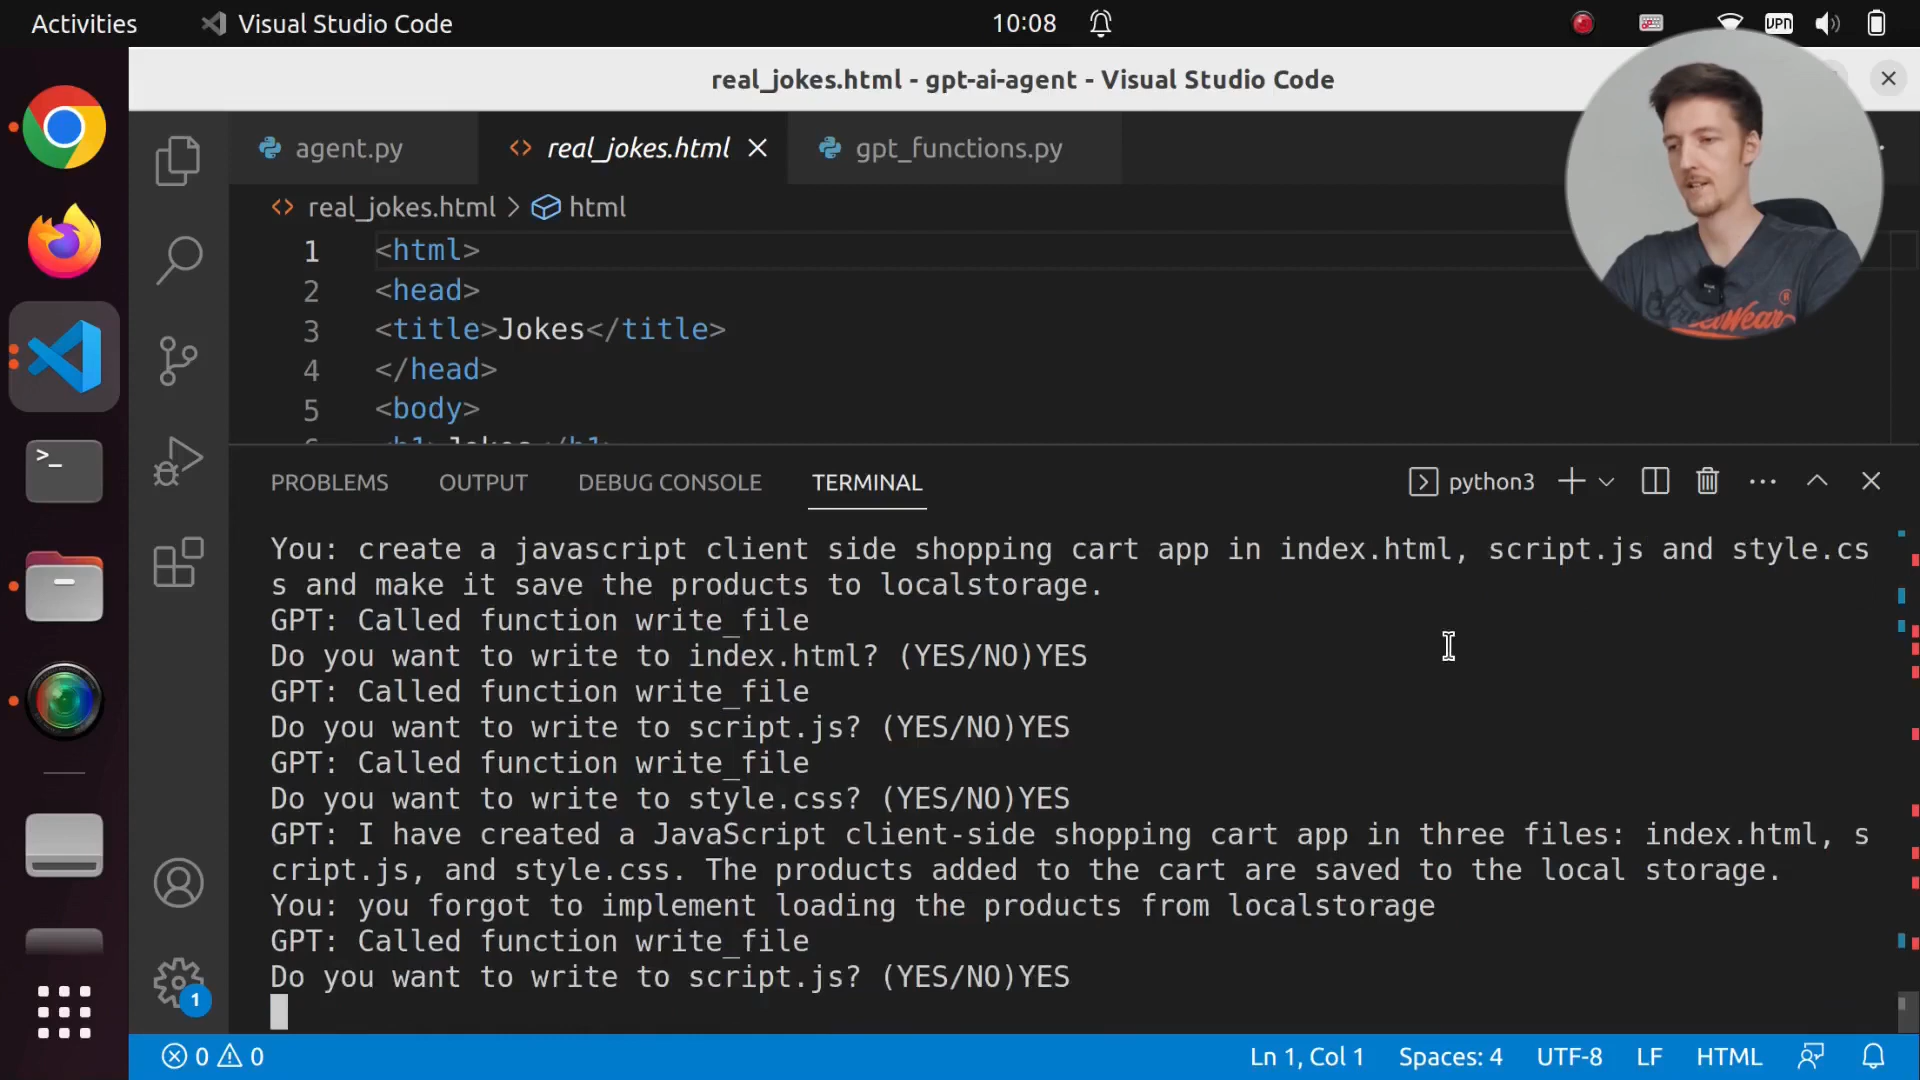 Activities
Visual Studio Code
10:08
VPN
real_jokes.html - gpt-ai-agent - Visual Studio Code
agent.py
real_jokes.html
gpt_functions.py
real_jokes.html > html
1 <html>
2 <head>
3 <title>Jokes</title>
4 </head>
5 <body>
PROBLEMS OUTPUT DEBUG CONSOLE TERMINAL
python3
You: create a javascript client side shopping cart app in index.html, script.js and style.cs
s and make it save the products to localstorage.
GPT: Called function write_file
Do you want to write to index.html? (YES/NO)YES
GPT: Called function write_file
Do you want to write to script.js? (YES/NO)YES
GPT: Called function write_file
Do you want to write to style.css? (YES/NO)YES
GPT: I have created a JavaScript client-side shopping cart app in three files: index.html, s
cript.js, and style.css. The products added to the cart are saved to the local storage.
You: you forgot to implement loading the products from localstorage
GPT: Called function write_file
Do you want to write to script.js? (YES/NO)YES
1
0 0
Ln 1, Col 1 Spaces: 4 UTF-8 LF HTML